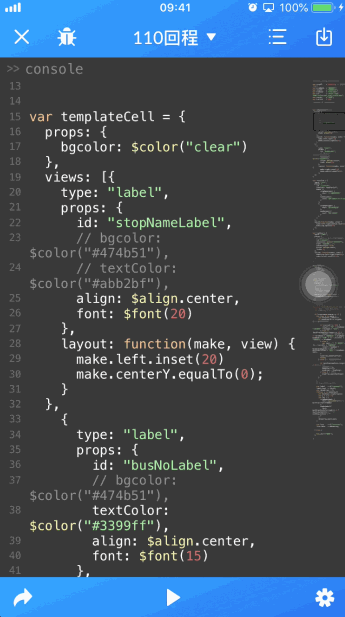 09:41
100%
110回程
>> console
13
14
15 var templateCell = {
16 props: {
17 bgcolor: $color("clear")
18 },
19 views: [{
20 type: "label",
21 props: {
22 id: "stopNameLabel",
23 // bgcolor:
$color("#474b51"),
24 // textColor:
$color("#abb2bf"),
25 align: $align.center,
26 font: $font(20)
27 },
28 layout: function(make, view) {
29 make.left.inset(20)
30 make.centerY.equalTo(0);
31 }
32 },
33 {
34 type: "label",
35 props: {
36 id: "busNoLabel",
37 // bgcolor:
$color("#474b51"),
38 textColor:
$color("#3399ff"),
39 align: $align.center,
40 font: $font(15)
41 },